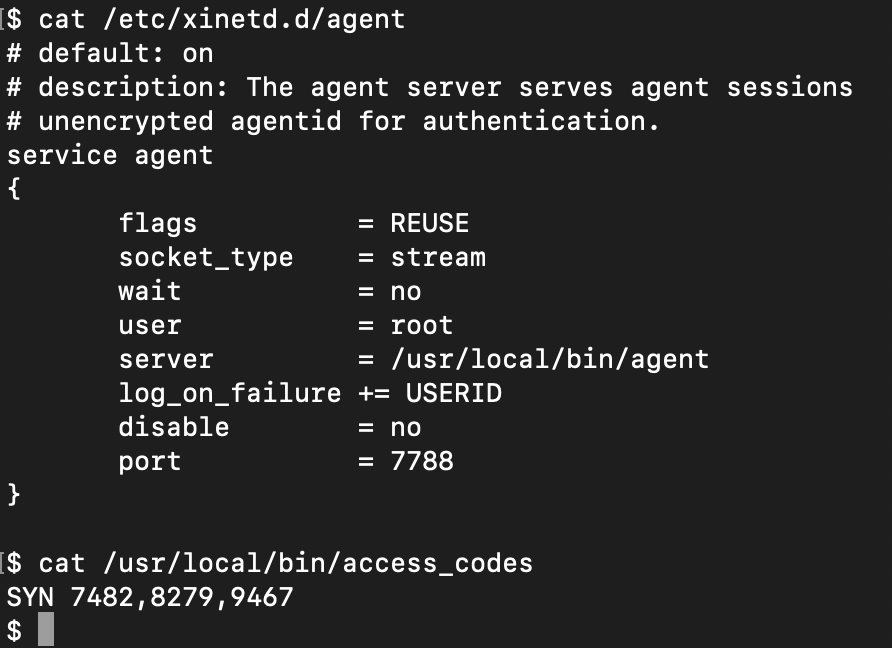 $ cat /etc/xinetd.d/agent
# default: on
# description: The agent server serves agent sessions
# unencrypted agentid for authentication.
service agent
{
flags = REUSE
socket_type = stream
wait = no
user = root
server = /usr/local/bin/agent
log_on_failure += USERID
disable = no
port = 7788
}
$ cat /usr/local/bin/access_codes
SYN 7482,8279,9467
$